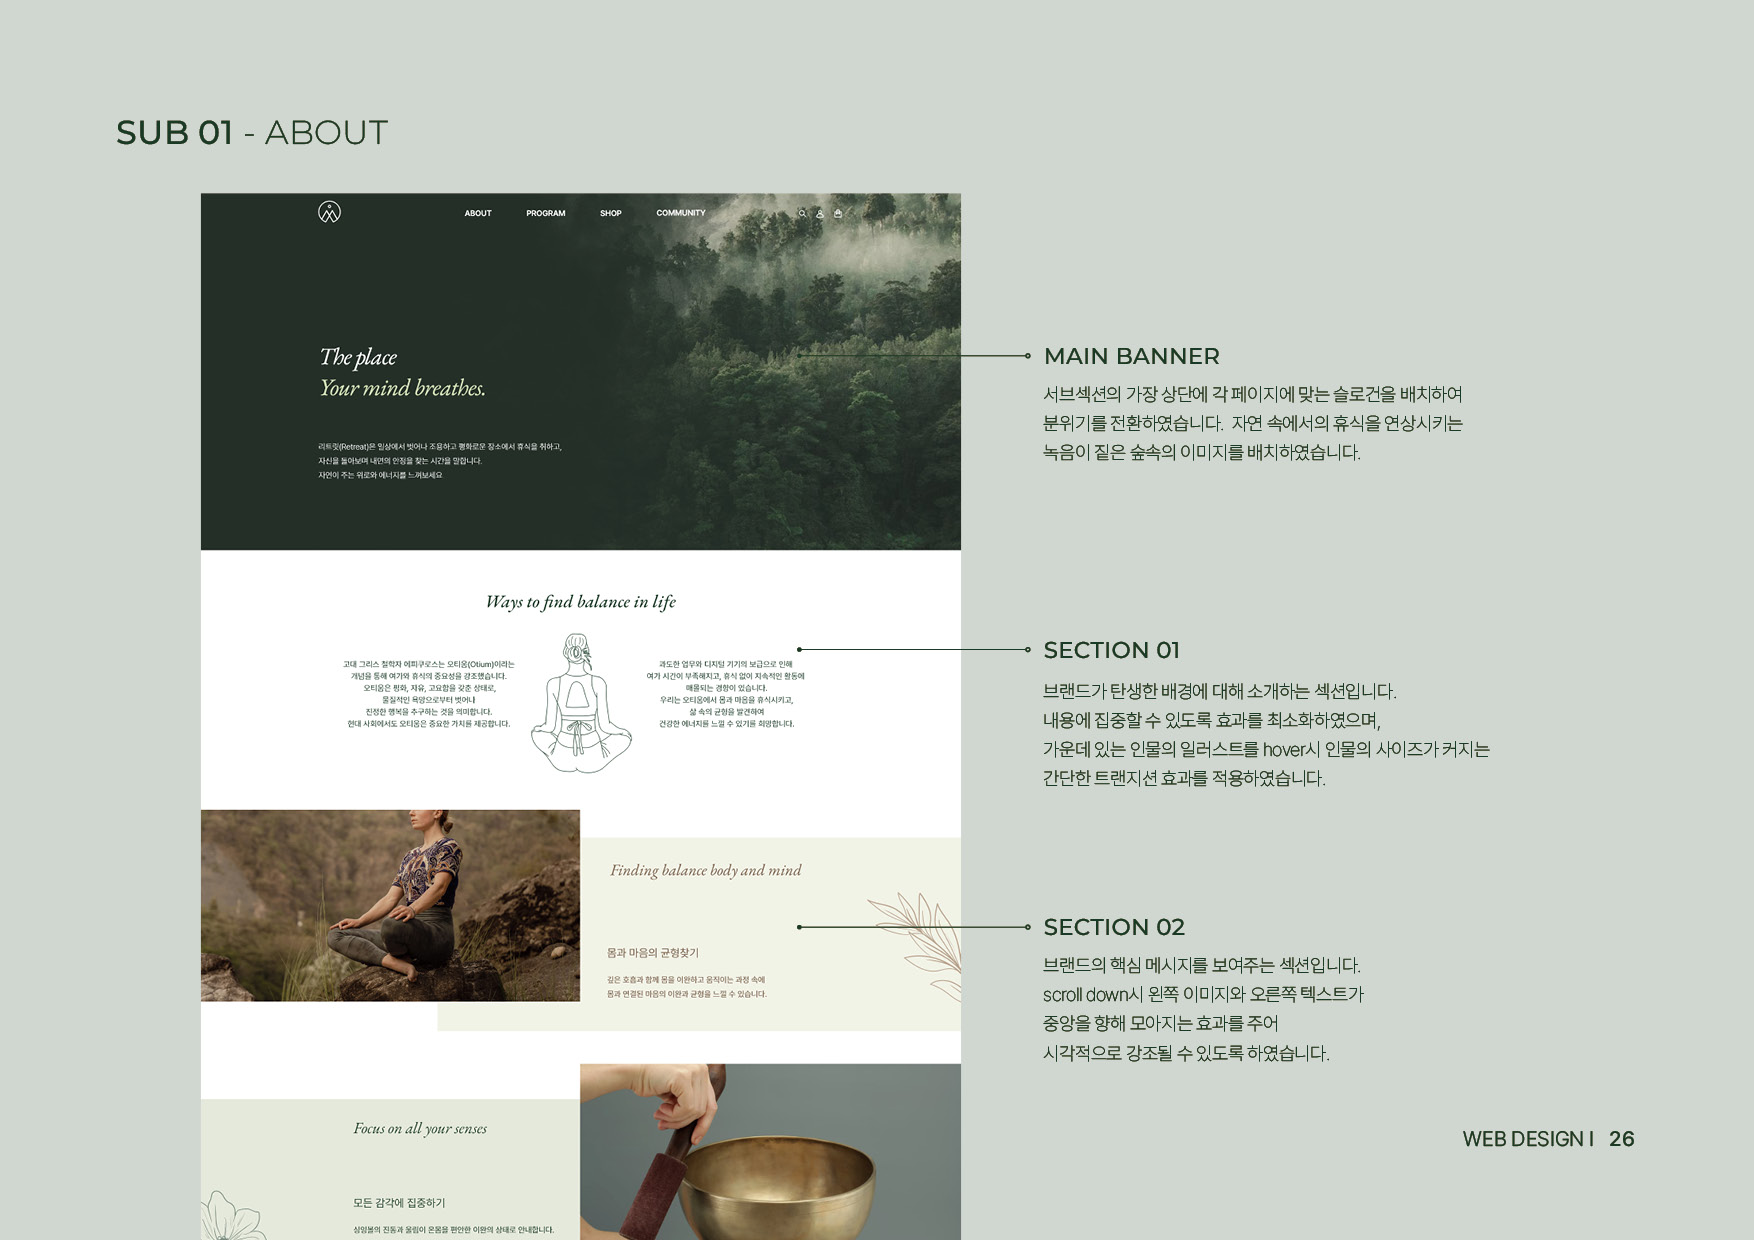 SUB 01 - ABOUT
ABOUT PROGRAM SHOP COMMUNITY
The place
Your mind breathes.
리트릿(Retreat)은 일상에서 벗어나 조용하고 평화로운 장소에서 휴식을 취하고,
자신을 돌아보며 내면의 안정을 찾는 시간을 말합니다.
자연이 주는 위로와 에너지를 느껴보세요
MAIN BANNER
서브섹션의 가장 상단에 각 페이지에 맞는 슬로건을 배치하여
분위기를 전환하였습니다. 자연 속에서의 휴식을 연상시키는
녹음이 짙은 숲속의 이미지를 배치하였습니다.
Ways to find balance in life
고대 그리스 철학자 에피쿠로스는 오티움(Otium)이라는
개념을 통해 여가와 휴식의 중요성을 강조했습니다.
오티움은 평화, 자유, 고요함을 갖춘 상태로,
물질적인 욕망으로부터 벗어나
진정한 행복을 추구하는 것을 의미합니다.
현대 사회에서도 오티움은 중요한 가치를 제공합니다.
과도한 업무와 디지털 기기의 보급으로 인해
여가 시간이 부족해지고, 휴식 없이 지속적인 활동에
매몰되는 경향이 있습니다.
우리는 오티움에서 몸과 마음을 휴식시키고,
삶 속의 균형을 발견하여
건강한 에너지를 느낄 수 있기를 희망합니다.
SECTION 01
브랜드가 탄생한 배경에 대해 소개하는 섹션입니다.
내용에 집중할 수 있도록 효과를 최소화하였으며,
가운데 있는 인물의 일러스트를 hover시 인물의 사이즈가 커지는
간단한 트랜지션 효과를 적용하였습니다.
Finding balance body and mind
몸과 마음의 균형찾기
깊은 호흡과 함께 몸을 이완하고 움직이는 과정 속에
몸과 연결된 마음의 이완과 균형을 느낄 수 있습니다.
SECTION 02
브랜드의 핵심 메시지를 보여주는 섹션입니다.
scroll down시 왼쪽 이미지와 오른쪽 텍스트가
중앙을 향해 모아지는 효과를 주어
시각적으로 강조될 수 있도록 하였습니다.
Focus on all your senses
모든 감각에 집중하기
싱잉볼의 진동과 울림이 온몸을 편안한 이완의 상태로 안내합니다.
WEB DESIGN I 26